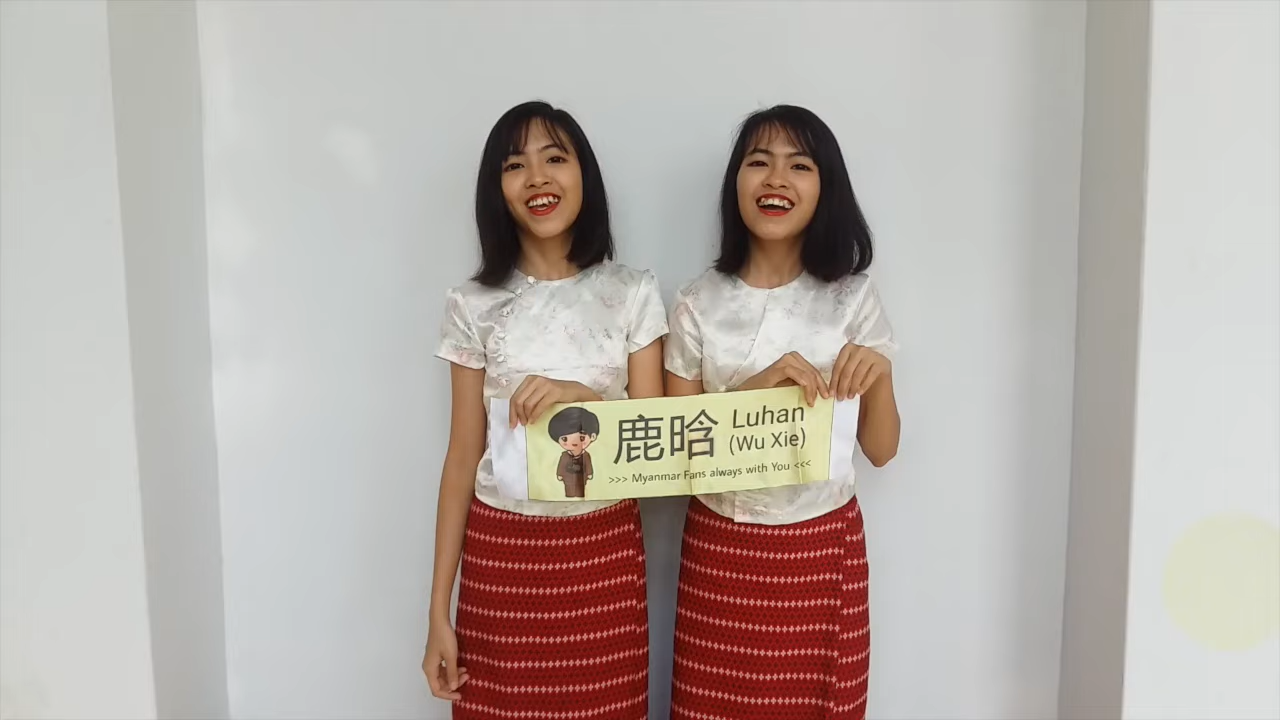 鹿晗
Luhan
(Wu Xie)
>>> Myanmar Fans always with You <<<